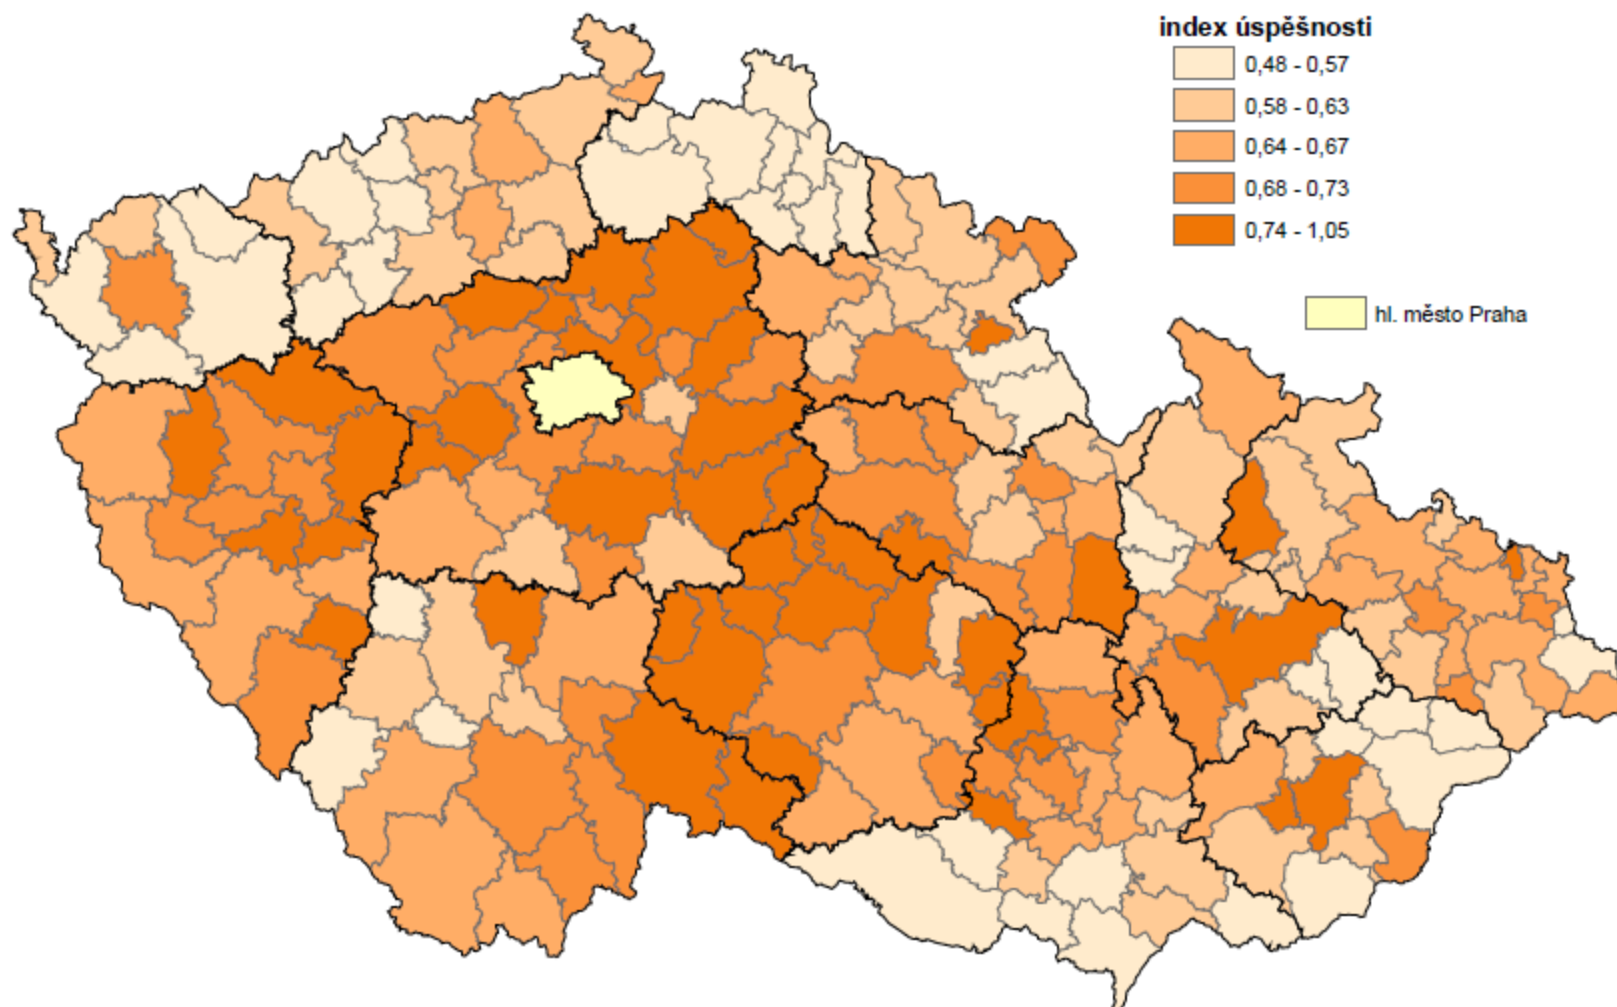 index úspěšnosti
0,48 - 0,57
0,58 - 0,63
0,64 - 0,67
0,68 - 0,73
0,74 - 1,05
hl. město Praha